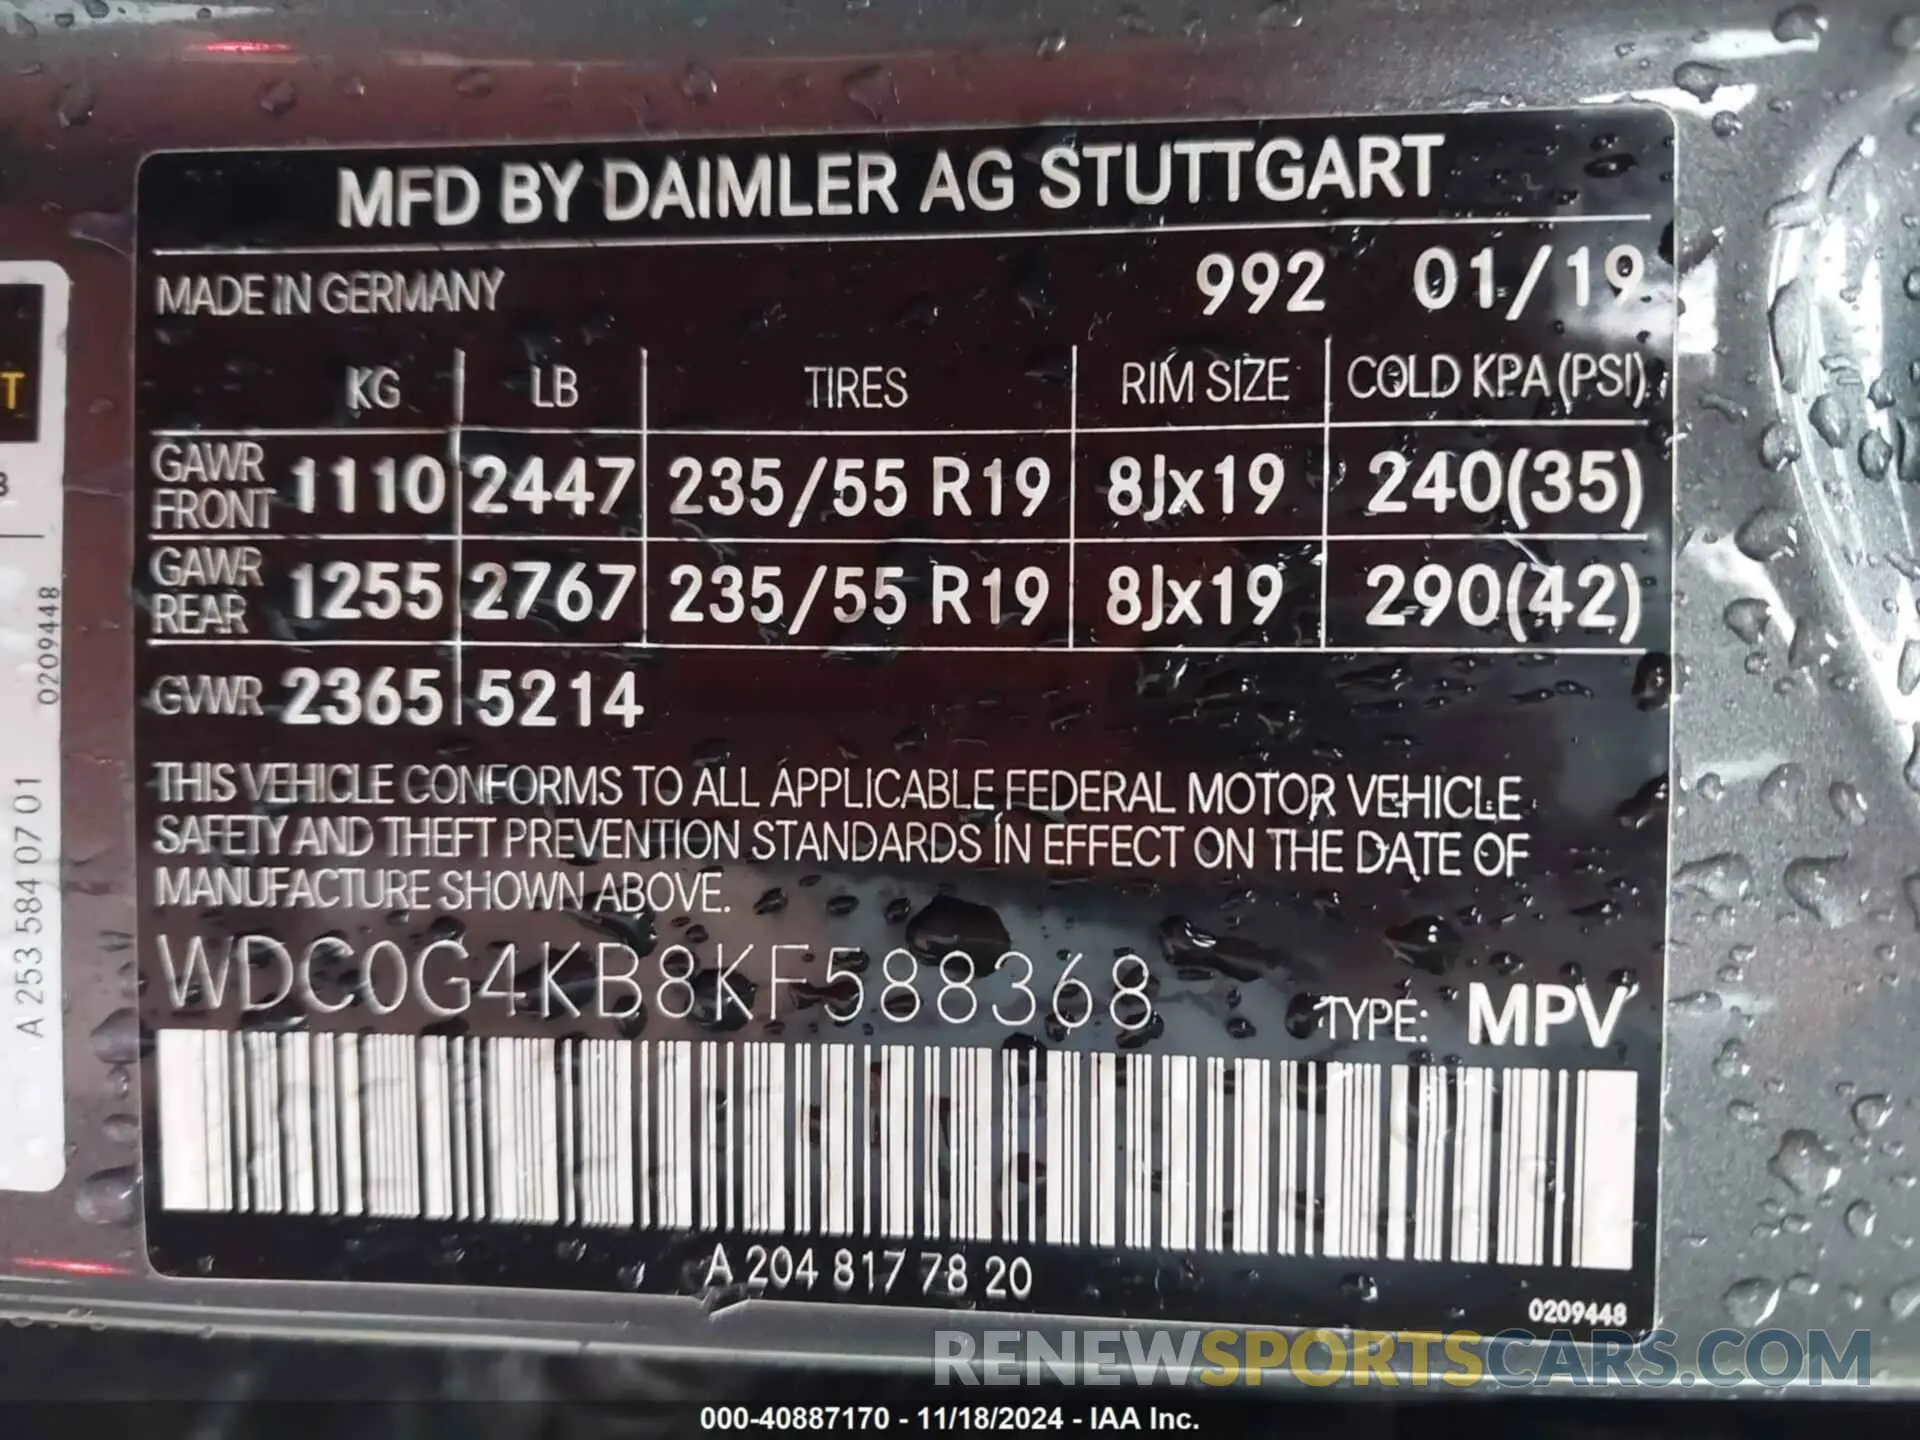 MFD BY DAIMLER AG STUTTGART
MADE IN GERMANY 992 01/19
KG LB TIRES RIM SIZE COLD KPA (PSI)
GAWR FRONT 1110 2447 235/55 R19 8Jx19 240(35)
GAWR REAR 1255 2767 235/55 R19 8Jx19 290(42)
GVWR 2365 5214
THIS VEHICLE CONFORMS TO ALL APPLICABLE FEDERAL MOTOR VEHICLE
SAFETY AND THEFT PREVENTION STANDARDS IN EFFECT ON THE DATE OF
MANUFACTURE SHOWN ABOVE.
WDC0G4KB8KF588368 TYPE: MPV
A 204 817 78 20
0209448
T
A 253 584 07 01 0209448
RENEWSPORTSCARS.COM
000-40887170 - 11/18/2024 - IAA Inc.